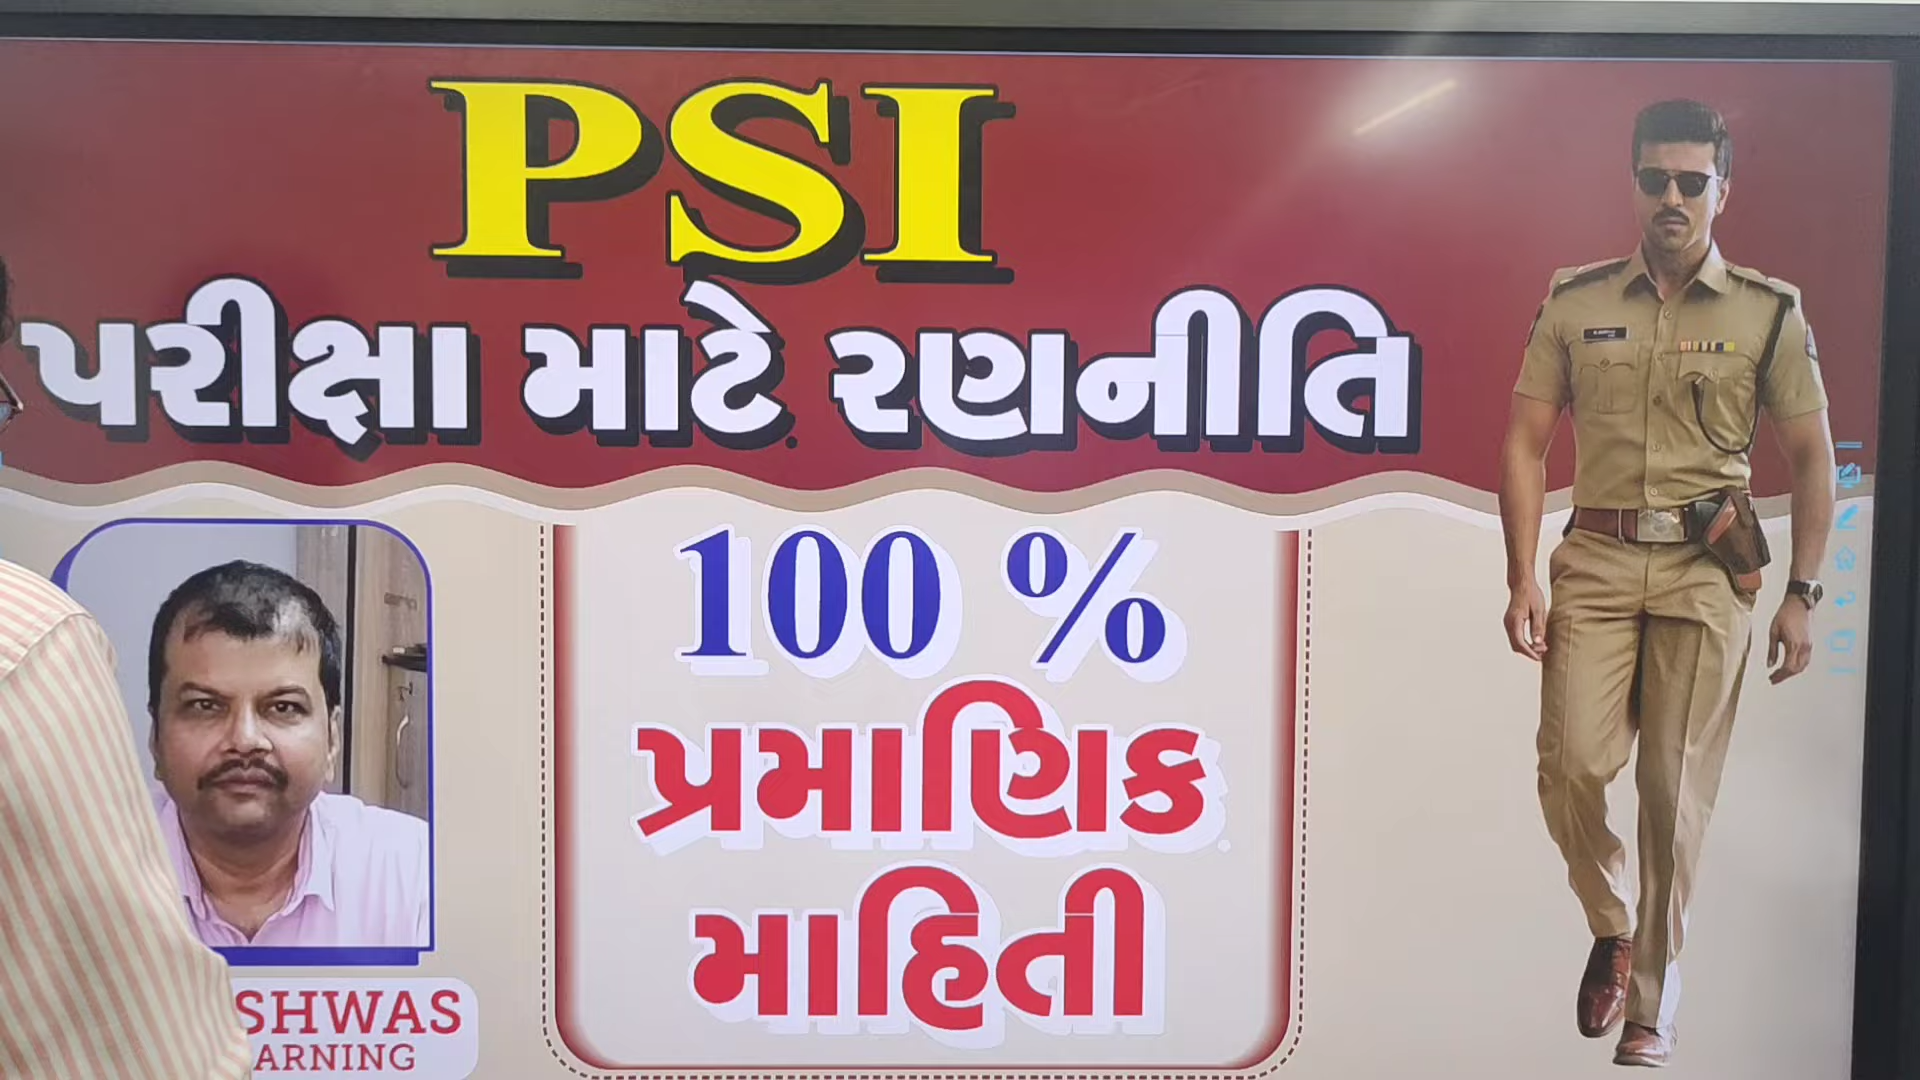 PSI
પરીક્ષા માટે રણનીતિ
100 %
પ્રમાણિક
માહિતી
SHWAS
ARNING